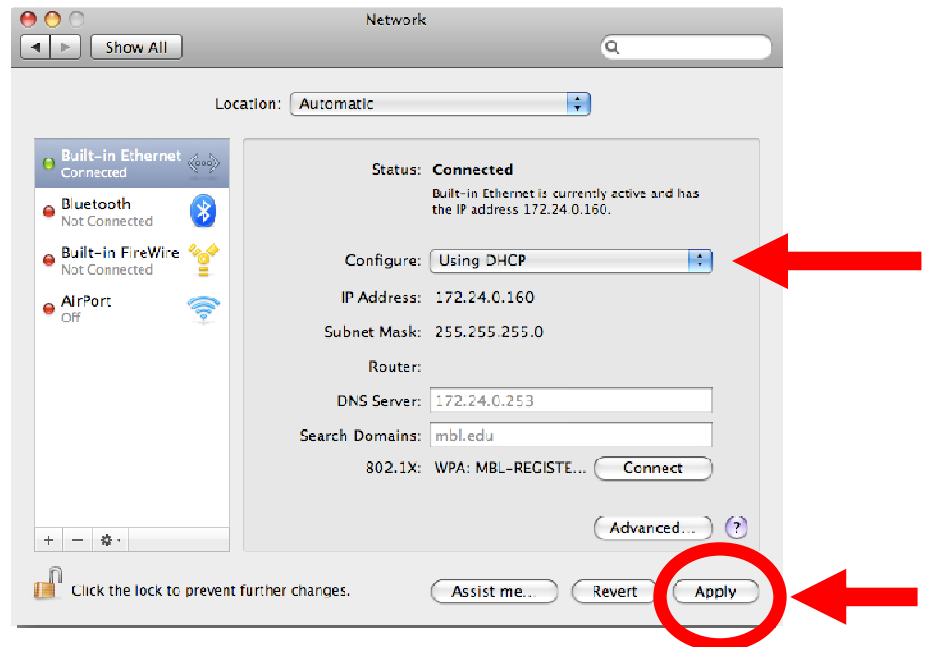 Network
Show All
Location: Automatic
Built-in Ethernet
Connected
Bluetooth
Not Connected
Built-in FireWire
Not Connected
AirPort
Off
Status: Connected
Built-in Ethernet is currently active and has
the IP address 172.24.0.160.
Configure: Using DHCP
IP Address: 172.24.0.160
Subnet Mask: 255.255.255.0
Router:
DNS Server: 172.24.0.253
Search Domains: mbl.edu
802.1X: WPA: MBL-REGISTE... Connect
Advanced... ?
Click the lock to prevent further changes.
Assist me... Revert Apply